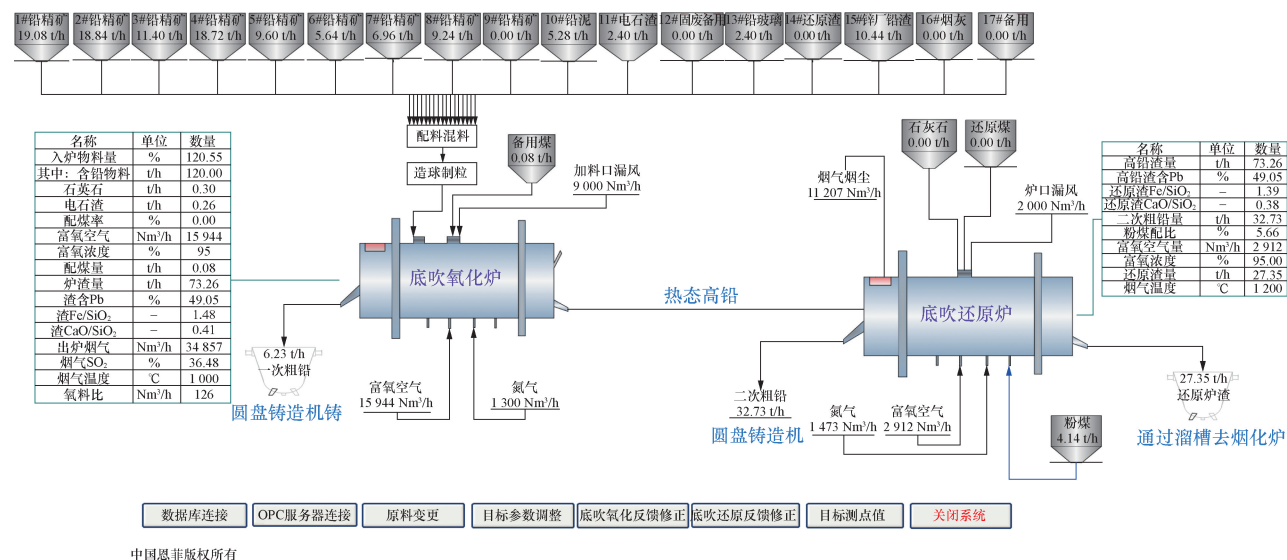 1#铅精矿 2#铅精矿 3#铅精矿 4#铅精矿 5#铅精矿 6#铅精矿 7#铅精矿 8#铅精矿 9#铅精矿 10#铅泥 11#电石渣 12#固废备用 13#铅玻璃 14#还原渣 15#锌厂铅渣 16#烟灰 17#备用
19.08 t/h 18.84 t/h 11.40 t/h 18.72 t/h 9.60 t/h 5.64 t/h 6.96 t/h 9.24 t/h 0.00 t/h 5.28 t/h 2.40 t/h 0.00 t/h 2.40 t/h 0.00 t/h 10.44 t/h 0.00 t/h 0.00 t/h
配料混料
造球制粒
备用煤
0.08 t/h
加料口漏风
9 000 Nm³/h
名称 单位 数量
入炉物料量 % 120.55
其中：含铅物料 t/h 120.00
石英石 t/h 0.30
电石渣 t/h 0.26
配煤率 % 0.00
富氧空气 Nm³/h 15 944
富氧浓度 % 95
配煤量 t/h 0.08
炉渣量 t/h 73.26
渣含Pb % 49.05
渣Fe/SiO₂ – 1.48
渣CaO/SiO₂ – 0.41
出炉烟气 Nm³/h 34 857
烟气SO₂ % 36.48
烟气温度 ℃ 1 000
氧料比 Nm³/h 126
底吹氧化炉
6.23 t/h
一次粗铅
圆盘铸造机铸
富氧空气
15 944 Nm³/h
氮气
1 300 Nm³/h
热态高铅
烟气烟尘
11 207 Nm³/h
石灰石
0.00 t/h
还原煤
0.00 t/h
炉口漏风
2 000 Nm³/h
底吹还原炉
名称 单位 数量
高铅渣量 t/h 73.26
高铅渣含Pb % 49.05
还原渣Fe/SiO₂ – 1.39
还原渣CaO/SiO₂ – 0.38
二次粗铅量 t/h 32.73
粉煤配比 % 5.66
富氧空气量 Nm³/h 2 912
富氧浓度 % 95.00
还原渣量 t/h 27.35
烟气温度 ℃ 1 200
二次粗铅
32.73 t/h
圆盘铸造机
氮气
1 473 Nm³/h
富氧空气
2 912 Nm³/h
粉煤
4.14 t/h
27.35 t/h
还原炉渣
通过溜槽去烟化炉
数据库连接 OPC服务器连接 原料变更 目标参数调整 底吹氧化反馈修正 底吹还原反馈修正 目标测点值 关闭系统
中国恩菲版权所有